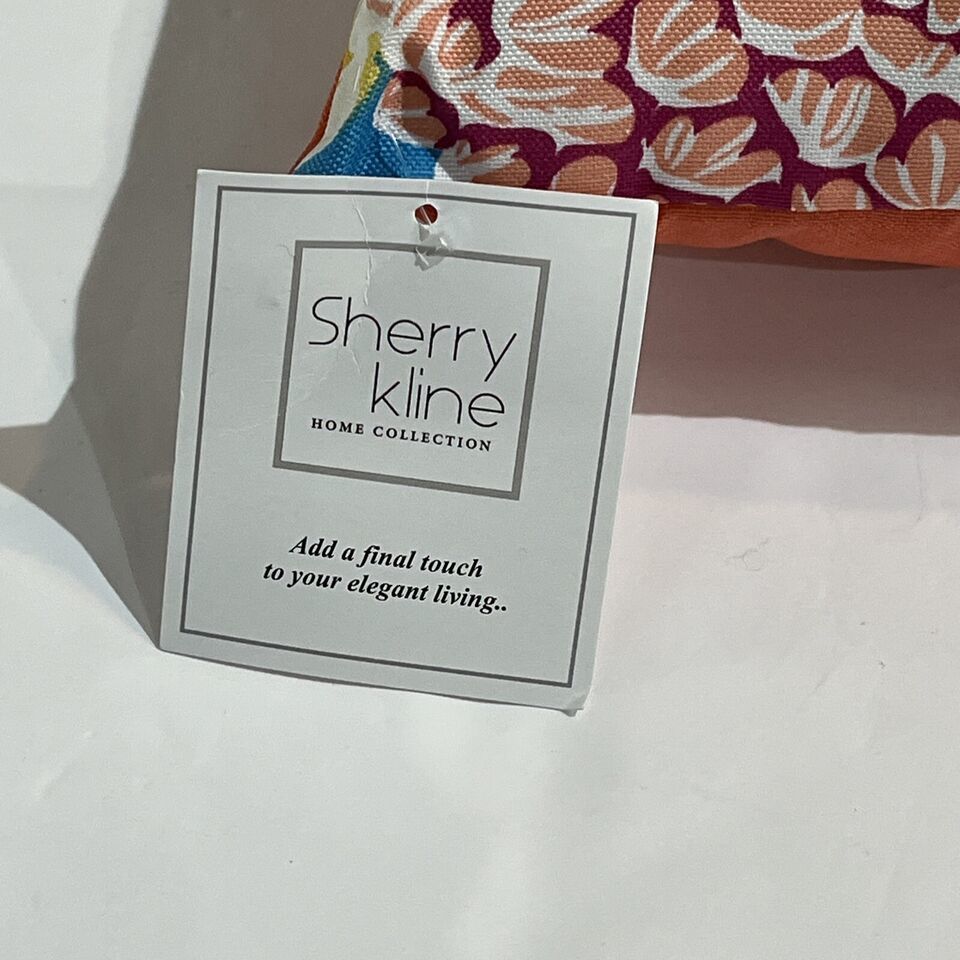 Sherry
kline
HOME COLLECTION
Add a final touch
to your elegant living..